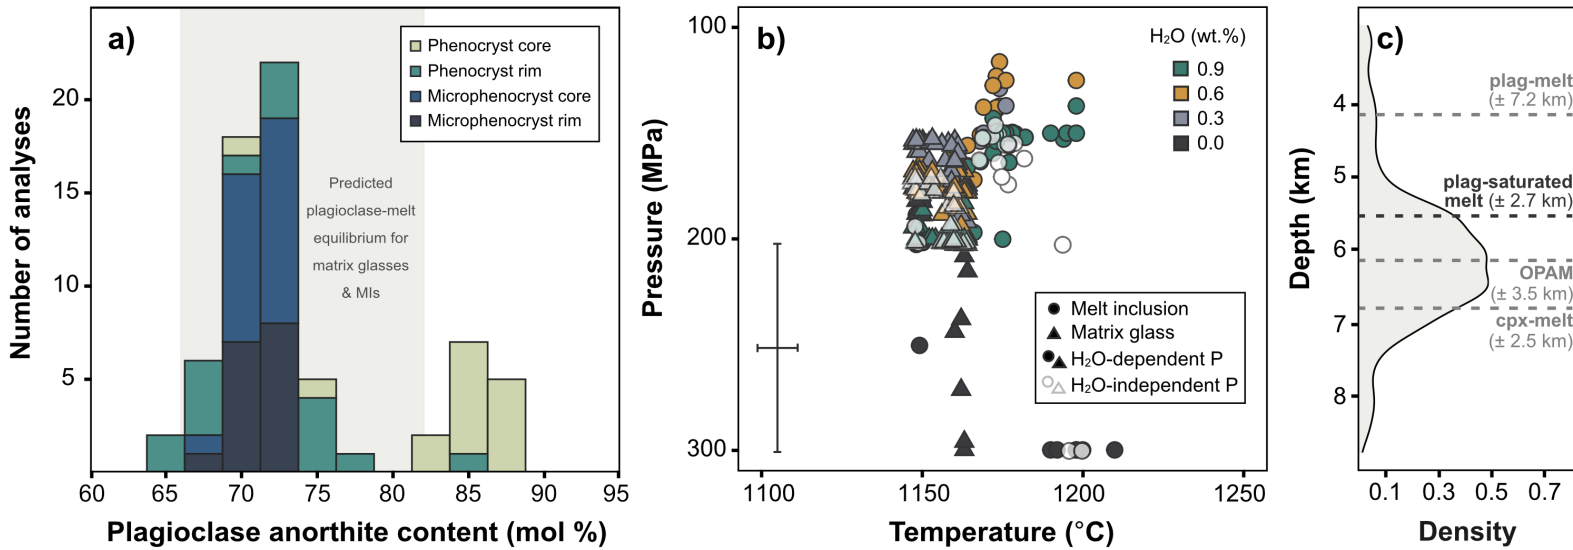 a)
Phenocryst core
Phenocryst rim
Microphenocryst core
Microphenocryst rim
Predicted
plagioclase-melt
equilibrium for
matrix glasses
& MIs
Number of analyses
20
15
10
5
60
65
70
75
80
85
90
95
Plagioclase anorthite content (mol %)
b)
H₂O (wt.%)
0.9
0.6
0.3
0.0
Melt inclusion
Matrix glass
H₂O-dependent P
H₂O-independent P
Pressure (MPa)
100
200
300
1100
1150
1200
1250
Temperature (°C)
c)
plag-melt
(± 7.2 km)
plag-saturated
melt (± 2.7 km)
OPAM
(± 3.5 km)
cpx-melt
(± 2.5 km)
Depth (km)
4
5
6
7
8
0.1
0.3
0.5
0.7
Density